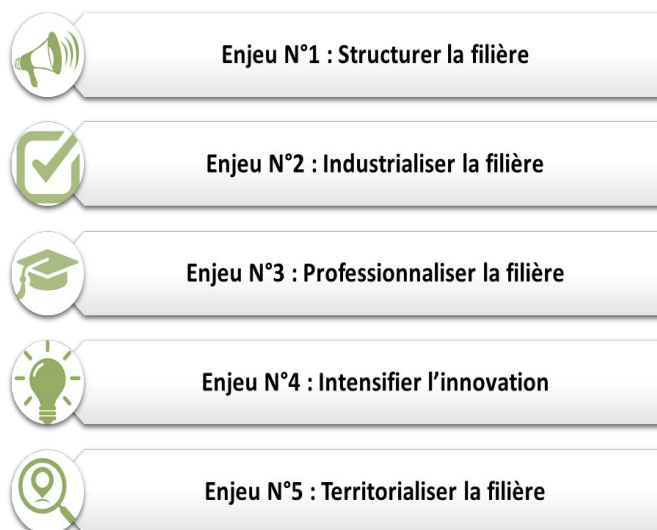 Enjeu N°1 : Structurer la filière
Enjeu N°2 : Industrialiser la filière
Enjeu N°3 : Professionnaliser la filière
Enjeu N°4 : Intensifier l’innovation
Enjeu N°5 : Territorialiser la filière